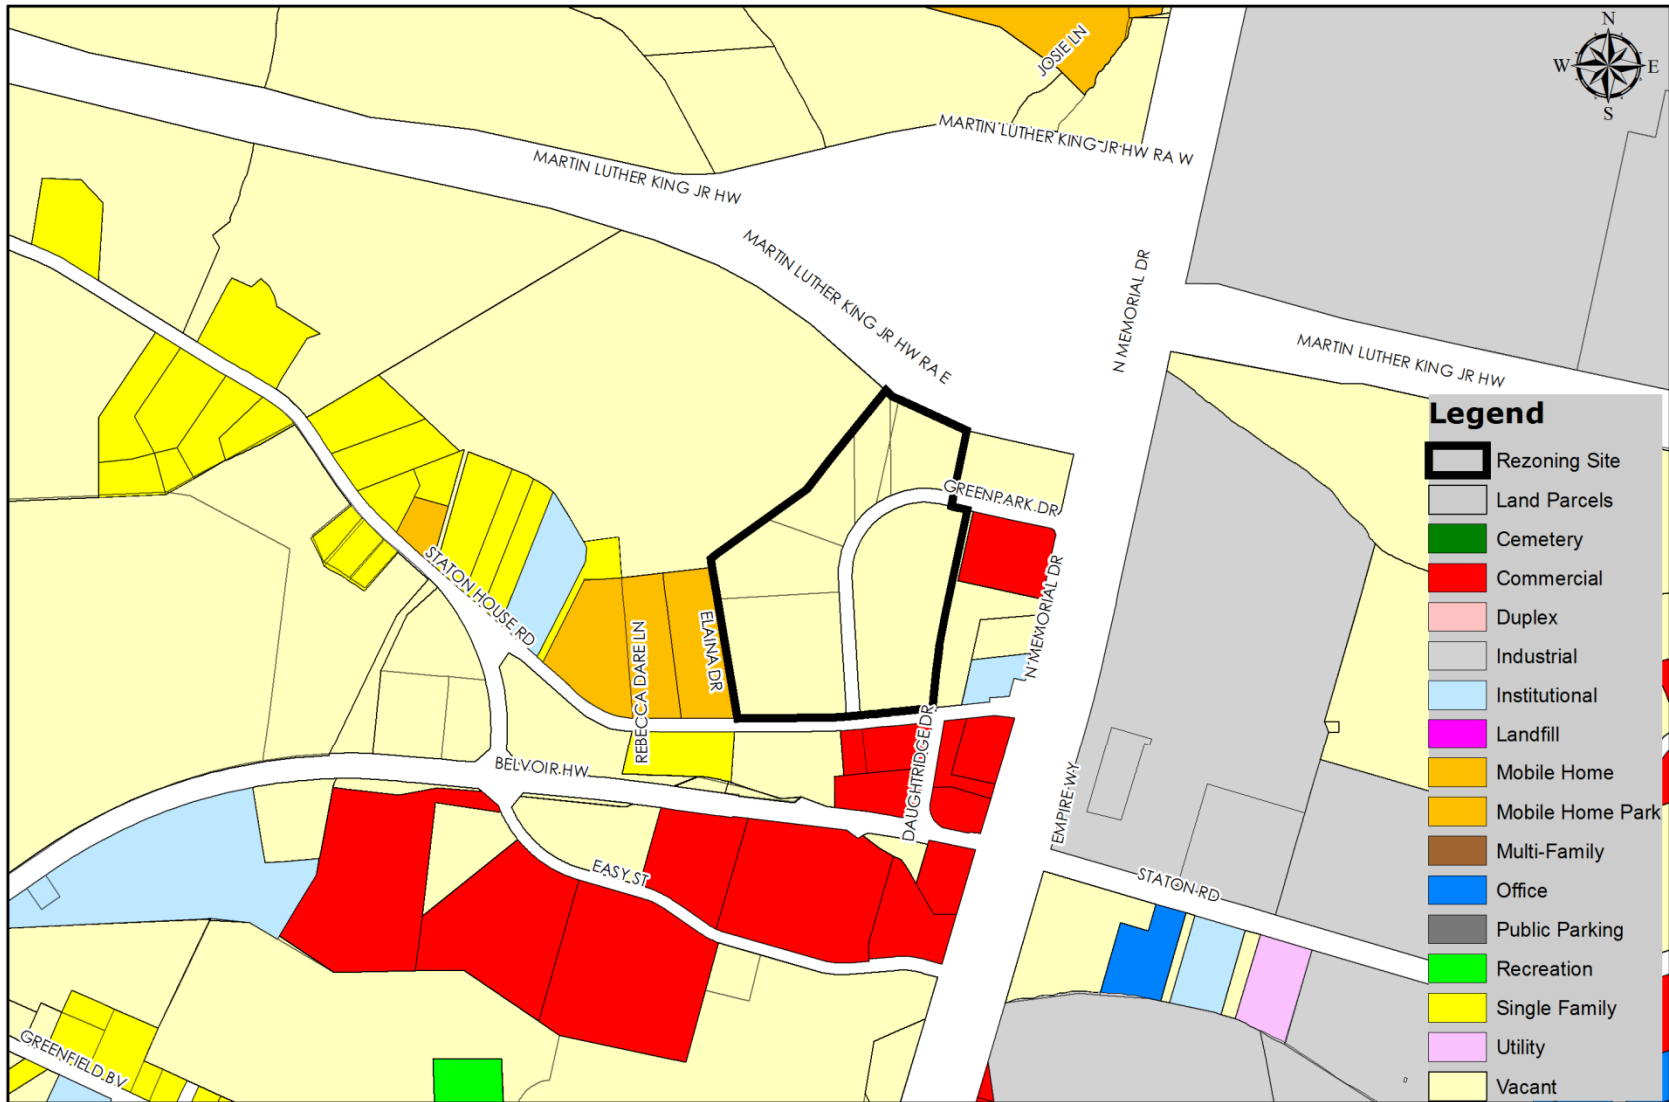 N
W E
S
JOSIE LN
MARTIN LUTHER KING JR HW RA W
MARTIN LUTHER KING JR HW
MARTIN LUTHER KING JR HW RA E
N MEMORIAL DR
MARTIN LUTHER KING JR HW
GREENPARK DR
STATON HOUSE RD
REBECCA DARE LN
ELAINA DR
N MEMORIAL DR
DAUGHTRIDGE DR
BELVOIR HW
EMPIRE WY
EASY ST
STATON RD
GREENFIELD BV
Legend
Rezoning Site
Land Parcels
Cemetery
Commercial
Duplex
Industrial
Institutional
Landfill
Mobile Home
Mobile Home Park
Multi-Family
Office
Public Parking
Recreation
Single Family
Utility
Vacant